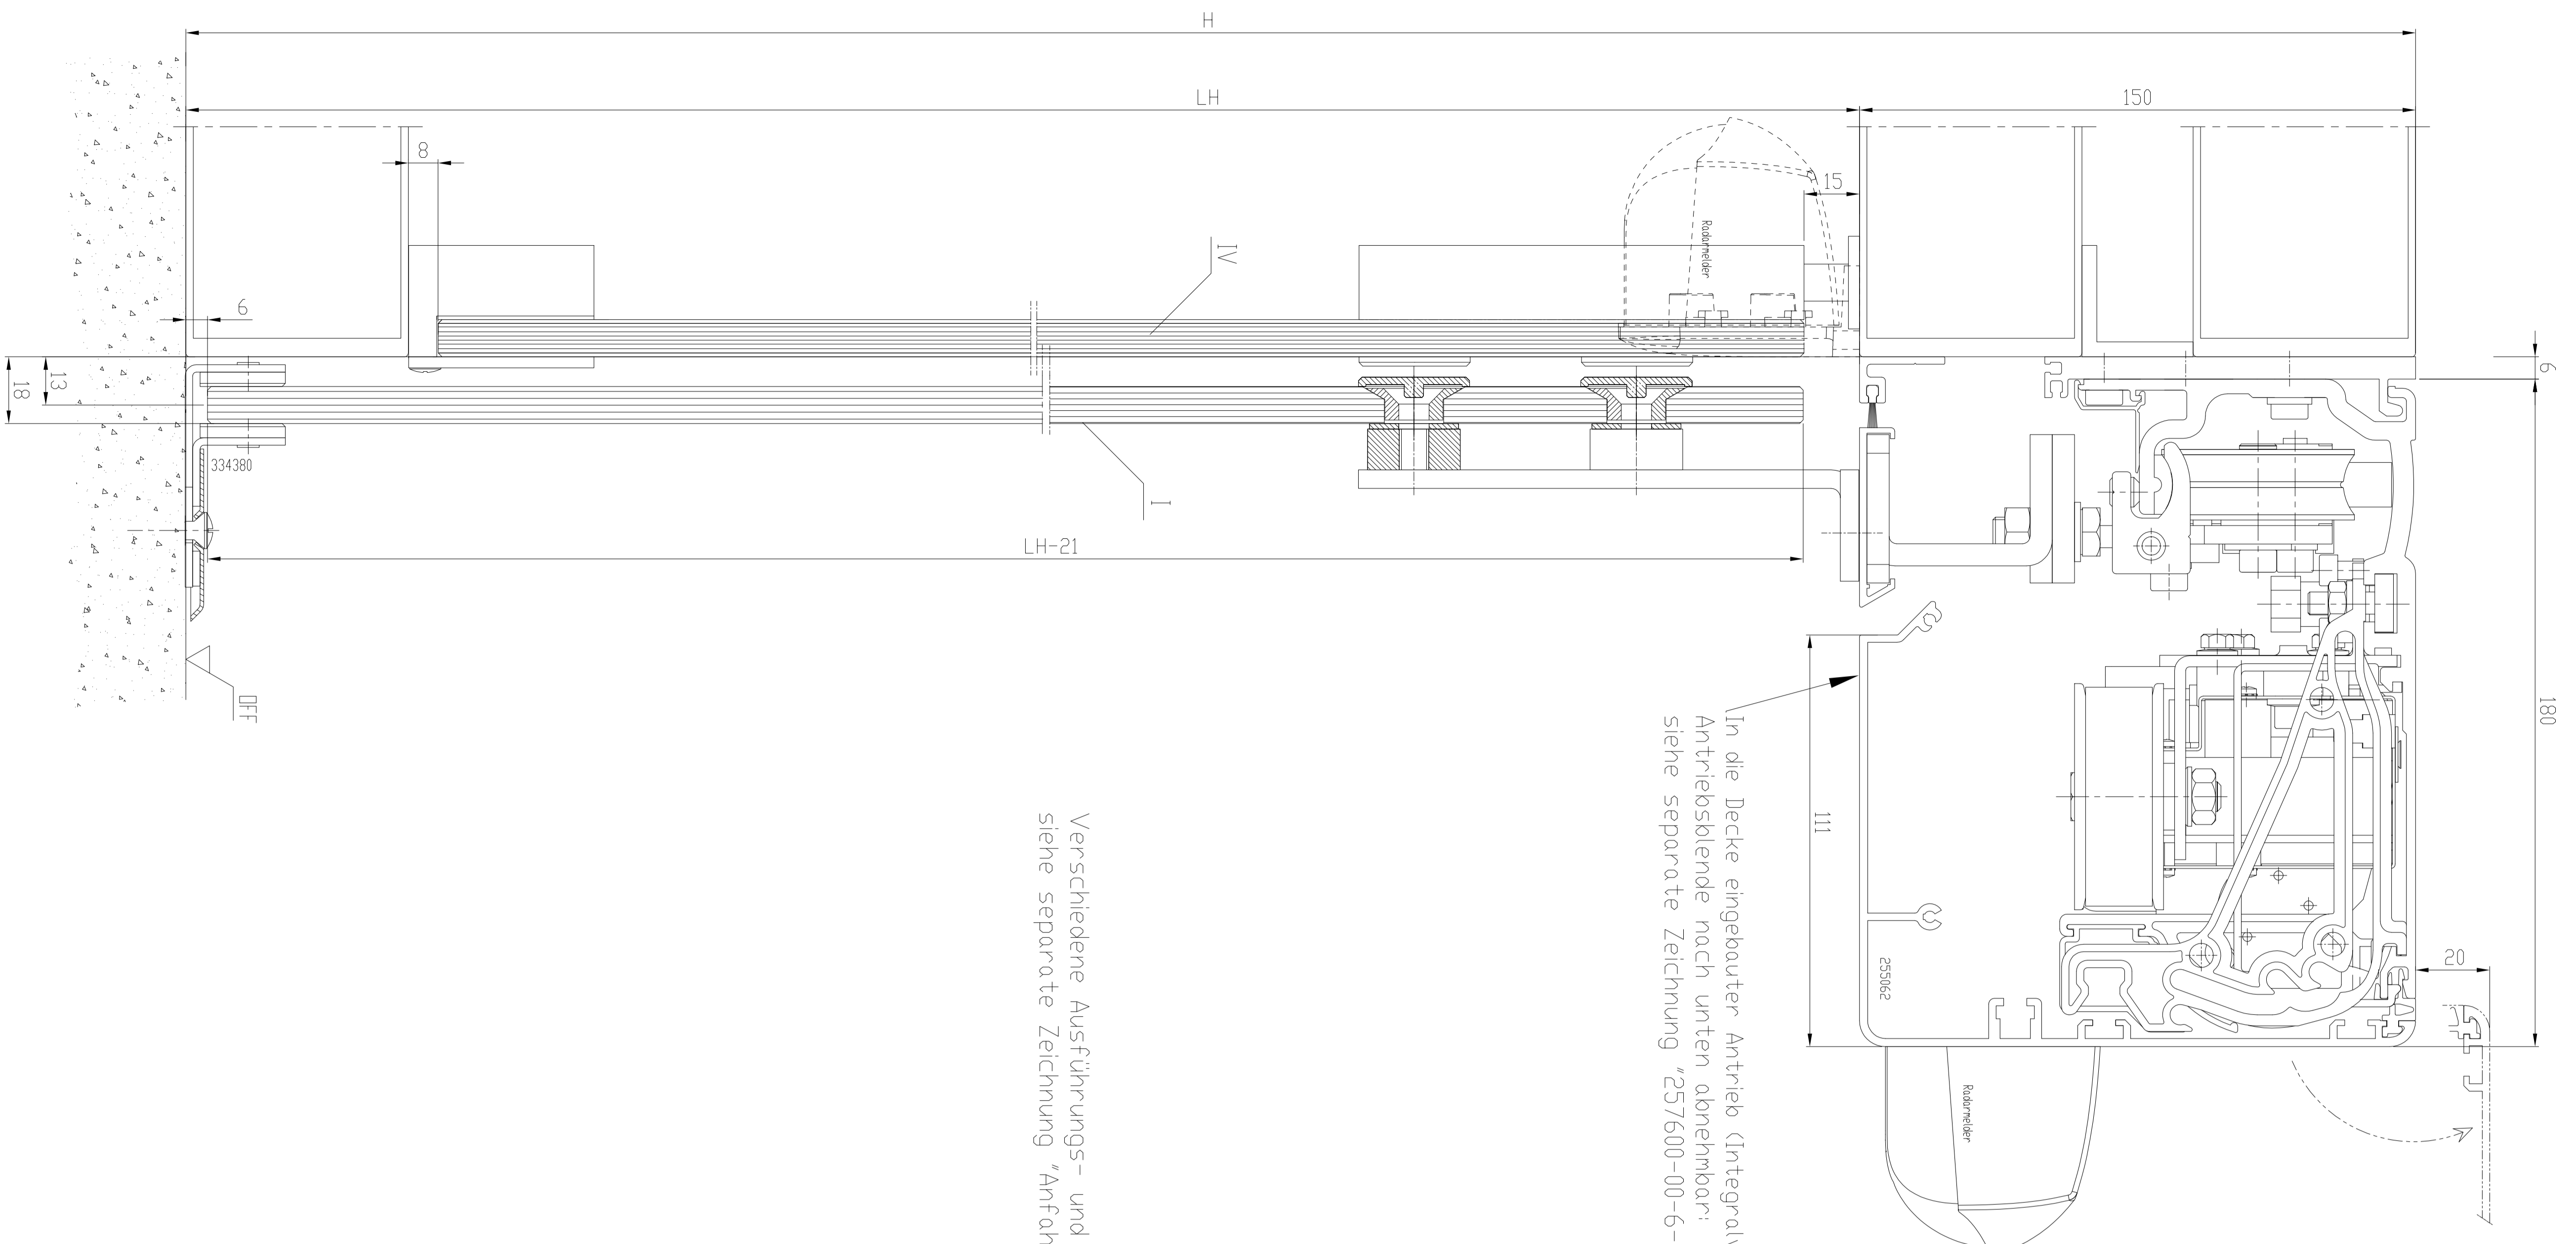 H
LH
150
8
15
Radarmelder
IV
6
6
13
18
334380
I
LH-21
OFF
180
In die Decke eingebauter Antrieb (Integral
Antriebsblende nach unten abnehmbar:
siehe separate Zeichnung "257600-00-6-
111
255062
20
Radarmelder
Verschiedene Ausführungs- und
siehe separate Zeichnung "Anfah